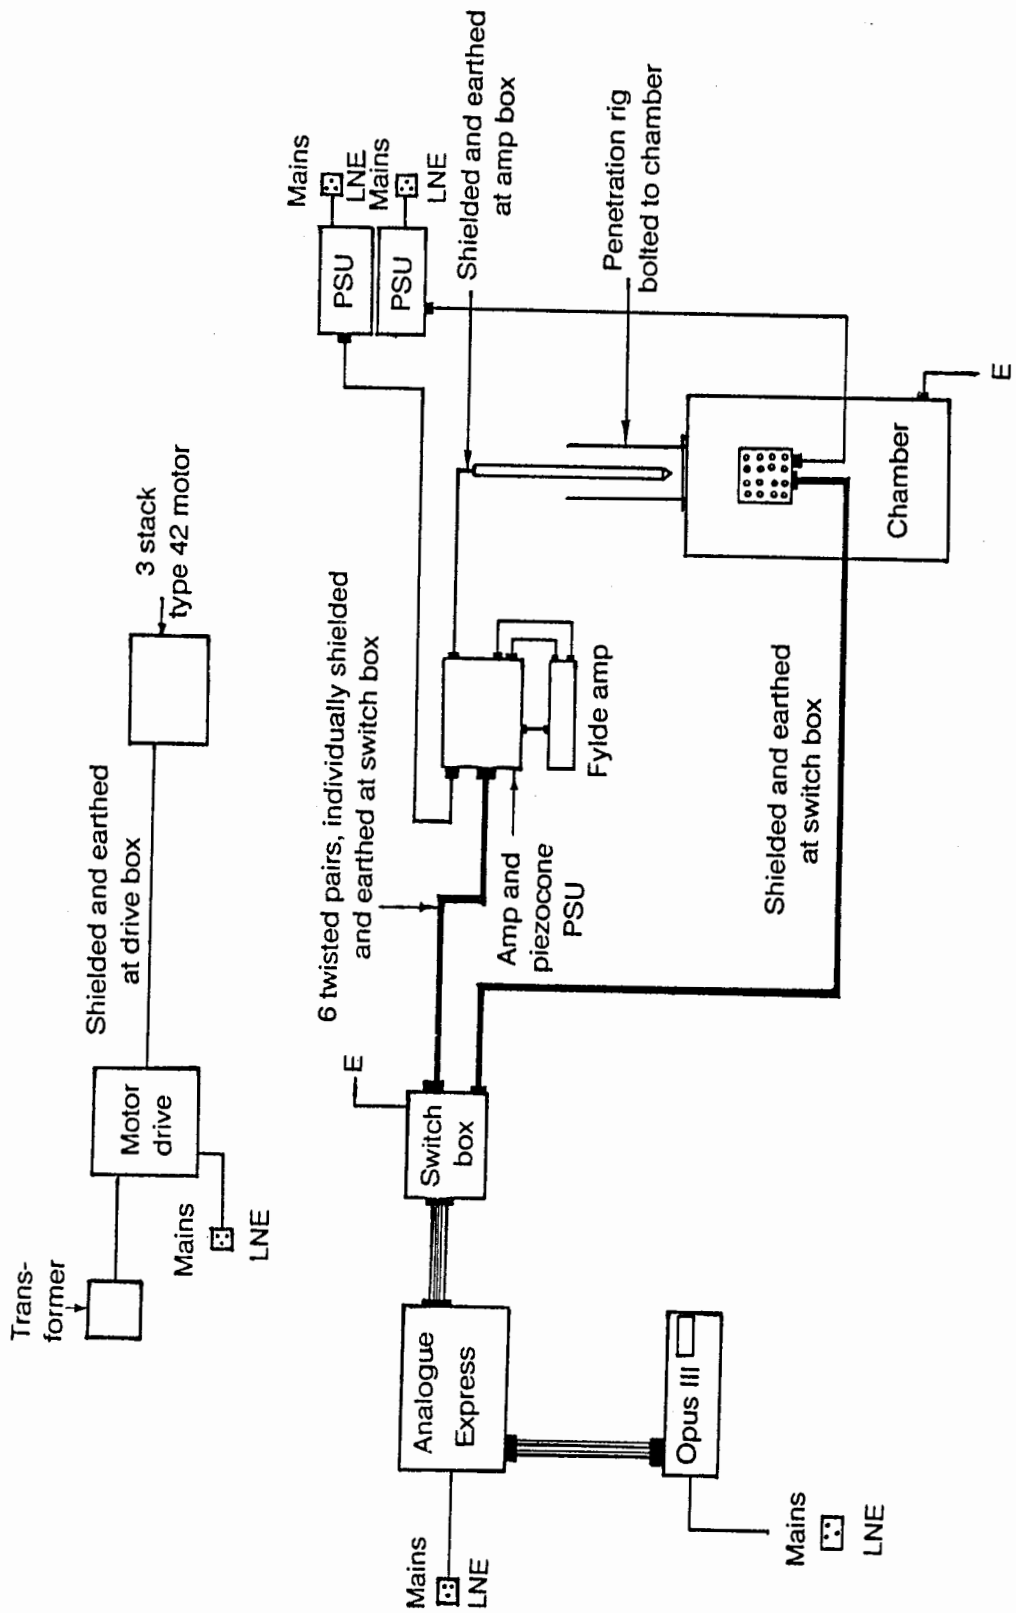 Trans-
former
Mains
LNE
Motor
drive
Shielded and earthed
at drive box
3 stack
type 42 motor
Mains
LNE
Analogue
Express
Mains
LNE
Opus III
Switch
box
E
6 twisted pairs, individually shielded
and earthed at switch box
Amp and
piezocone
PSU
Fylde amp
Shielded and earthed
at switch box
PSU
Mains
LNE
PSU
Mains
LNE
Shielded and earthed
at amp box
Penetration rig
bolted to chamber
Chamber
E